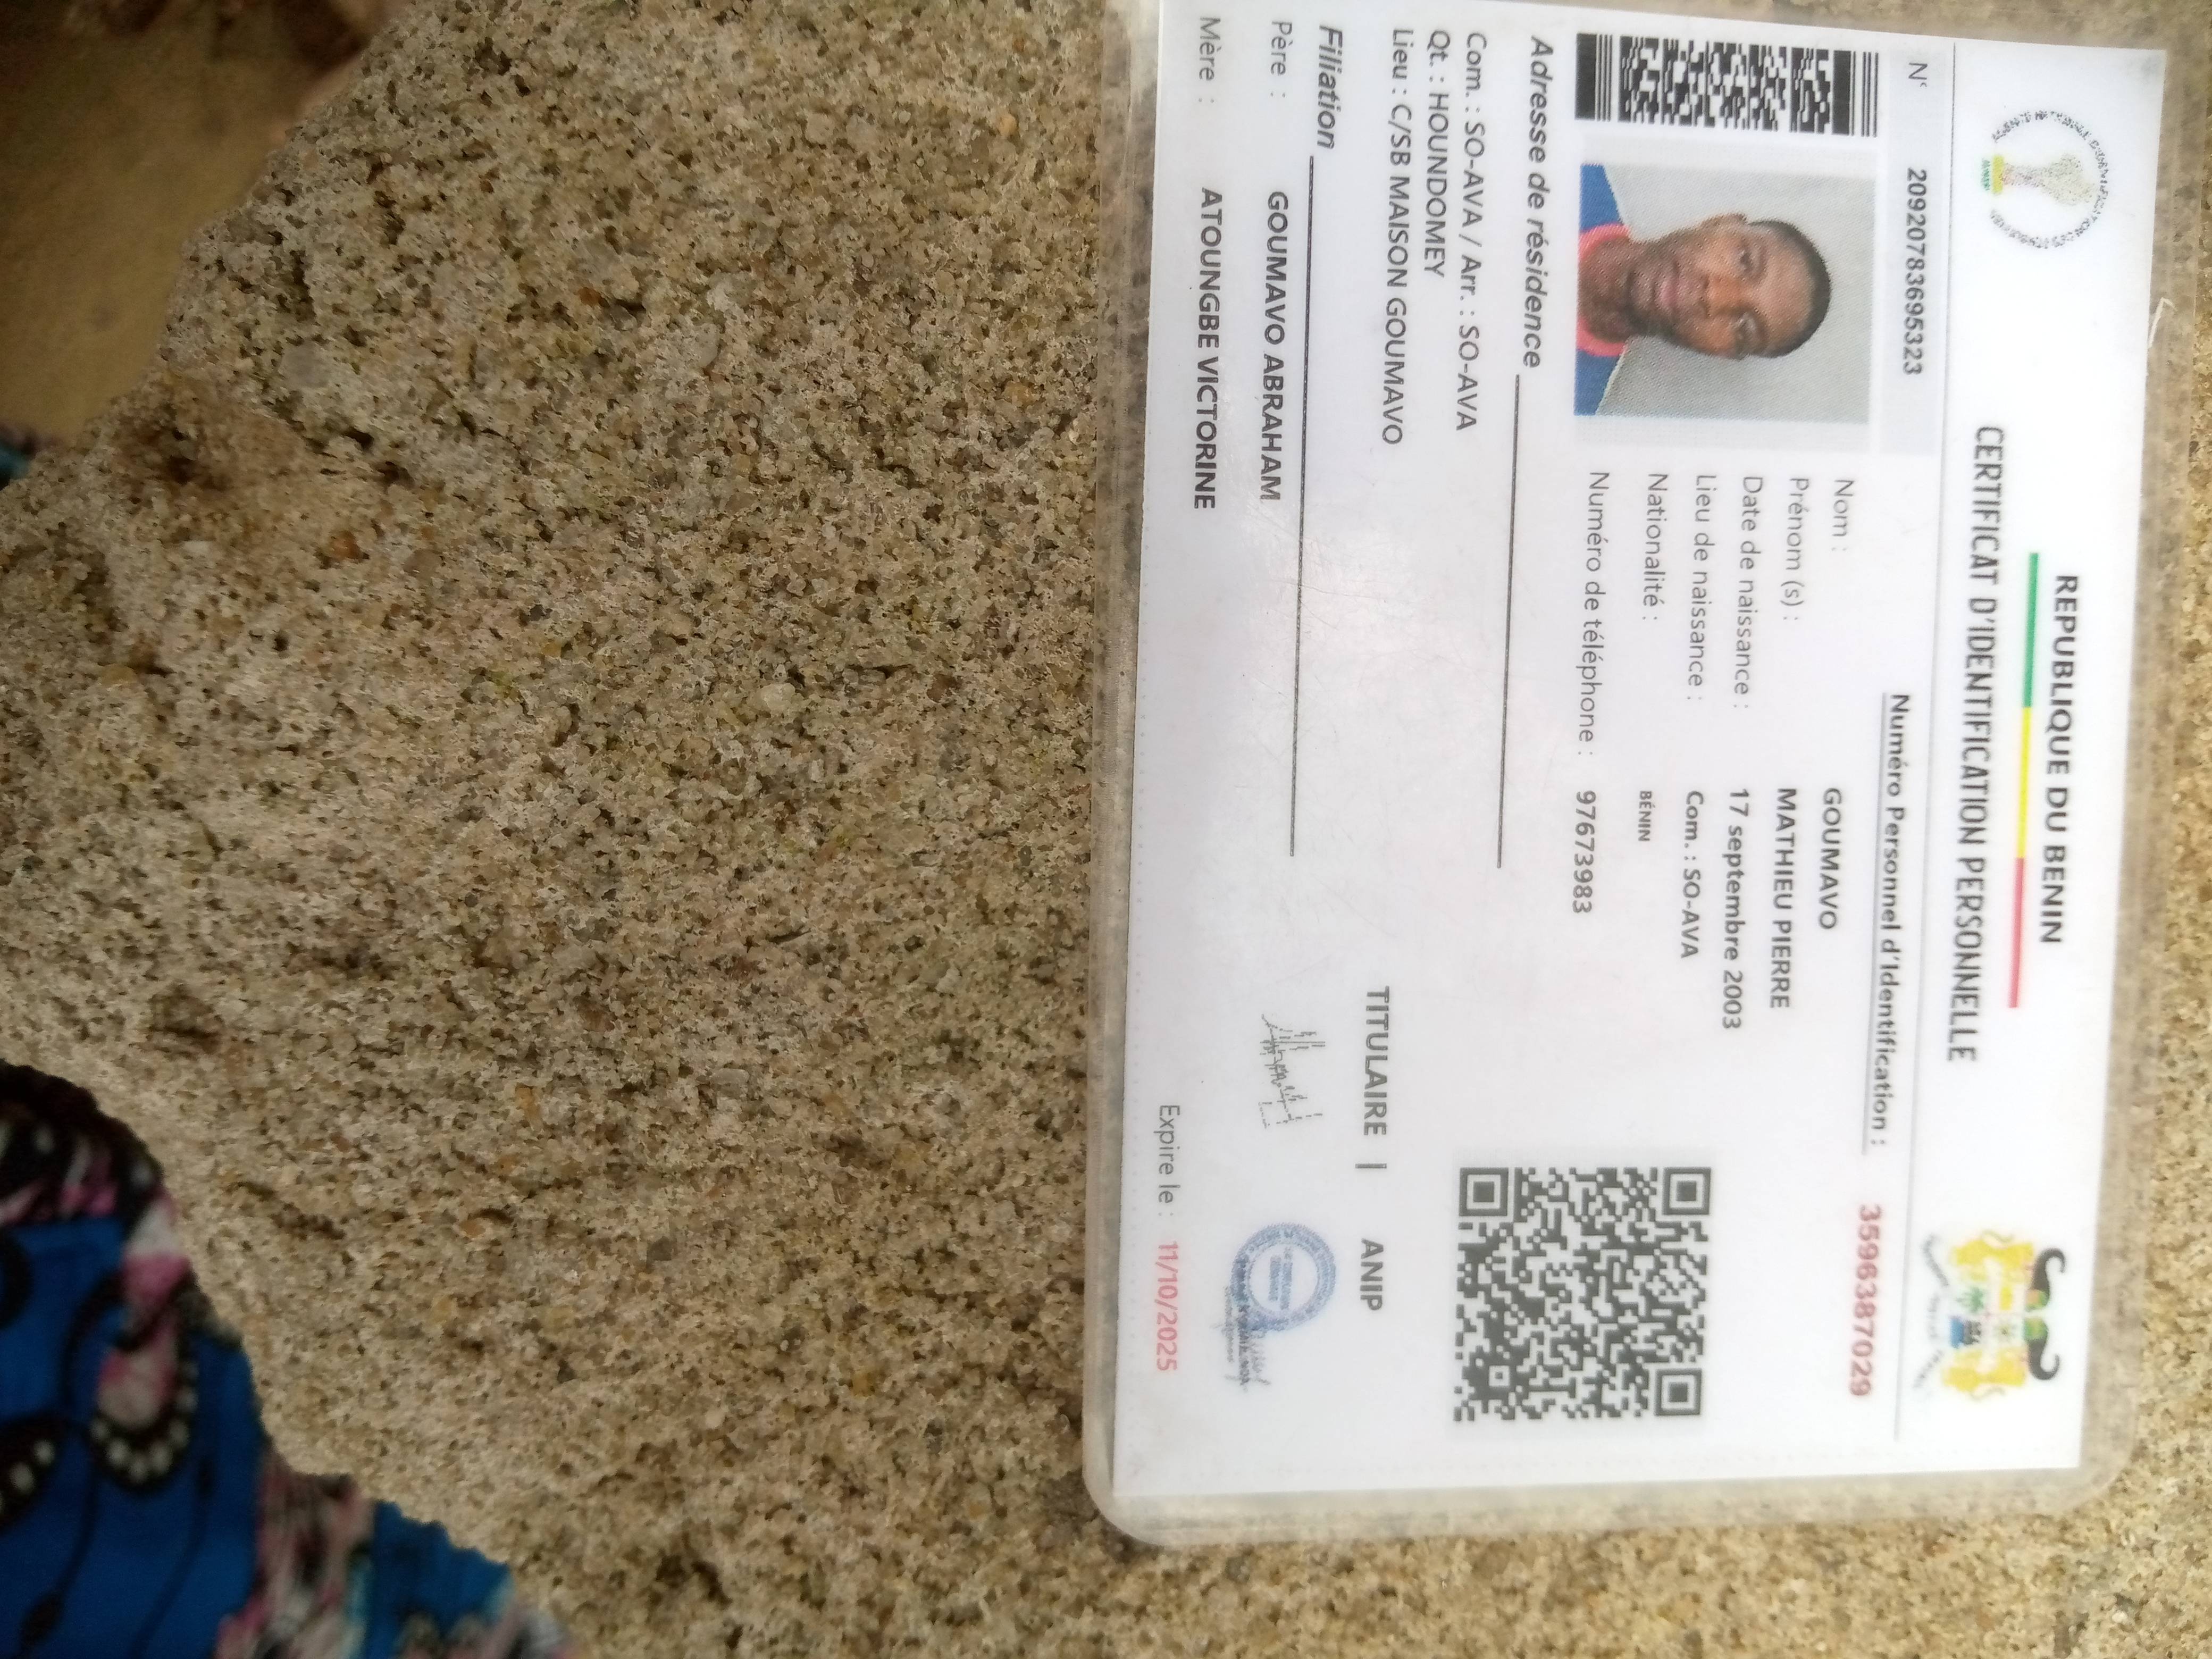 REPUBLIQUE DU BENIN
CERTIFICAT D'IDENTIFICATION PERSONNELLE
N° 20920783695323
Numéro Personnel d'Identification : 3596387029
Nom : GOUMAVO
Prénom (s) : MATHIEU PIERRE
Date de naissance : 17 septembre 2003
Lieu de naissance : Com. : SO-AVA
Nationalité : BÉNIN
Numéro de téléphone : 97673983
Adresse de résidence
Com. : SO-AVA / Arr. : SO-AVA
Qt. : HOUNDOMEY
Lieu : C/SB MAISON GOUMAVO
TITULAIRE | ANIP
Filiation
Père : GOUMAVO ABRAHAM
Mère : ATOUNGBE VICTORINE
Expire le : 11/10/2025